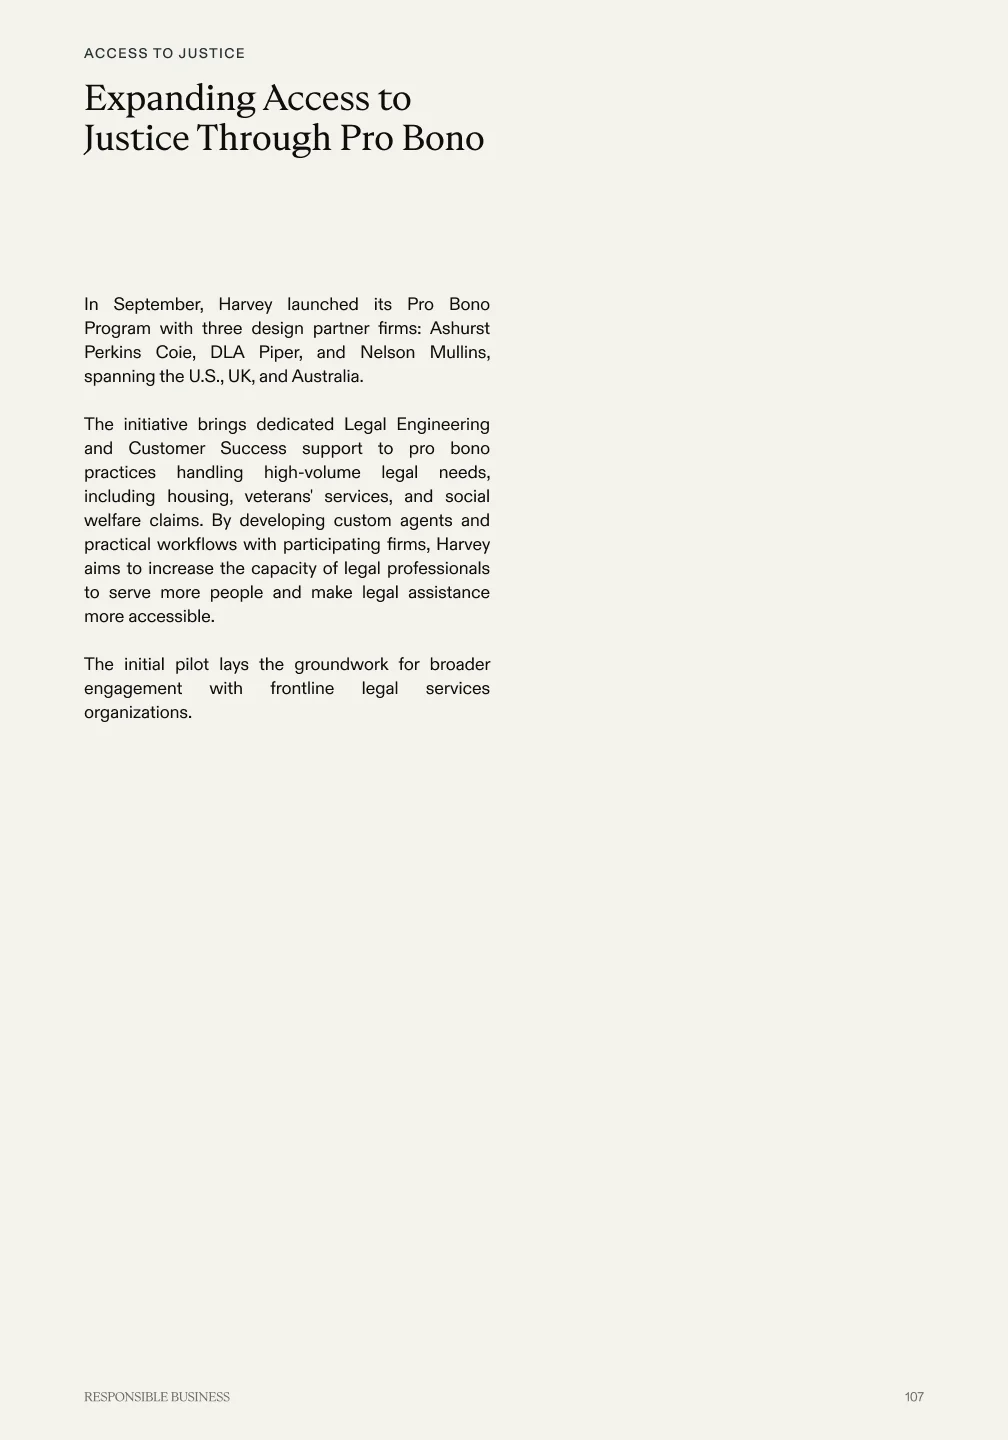 ACCESS TO JUSTICE
Expanding Access to
Justice Through Pro Bono
In September, Harvey launched its Pro Bono
Program with three design partner firms: Ashurst
Perkins Coie, DLA Piper, and Nelson Mullins,
spanning the U.S., UK, and Australia.
The initiative brings dedicated Legal Engineering
and Customer Success support to pro bono
practices handling high-volume legal needs,
including housing, veterans' services, and social
welfare claims. By developing custom agents and
practical workflows with participating firms, Harvey
aims to increase the capacity of legal professionals
to serve more people and make legal assistance
more accessible.
The initial pilot lays the groundwork for broader
engagement with frontline legal services
organizations.
RESPONSIBLE BUSINESS
107